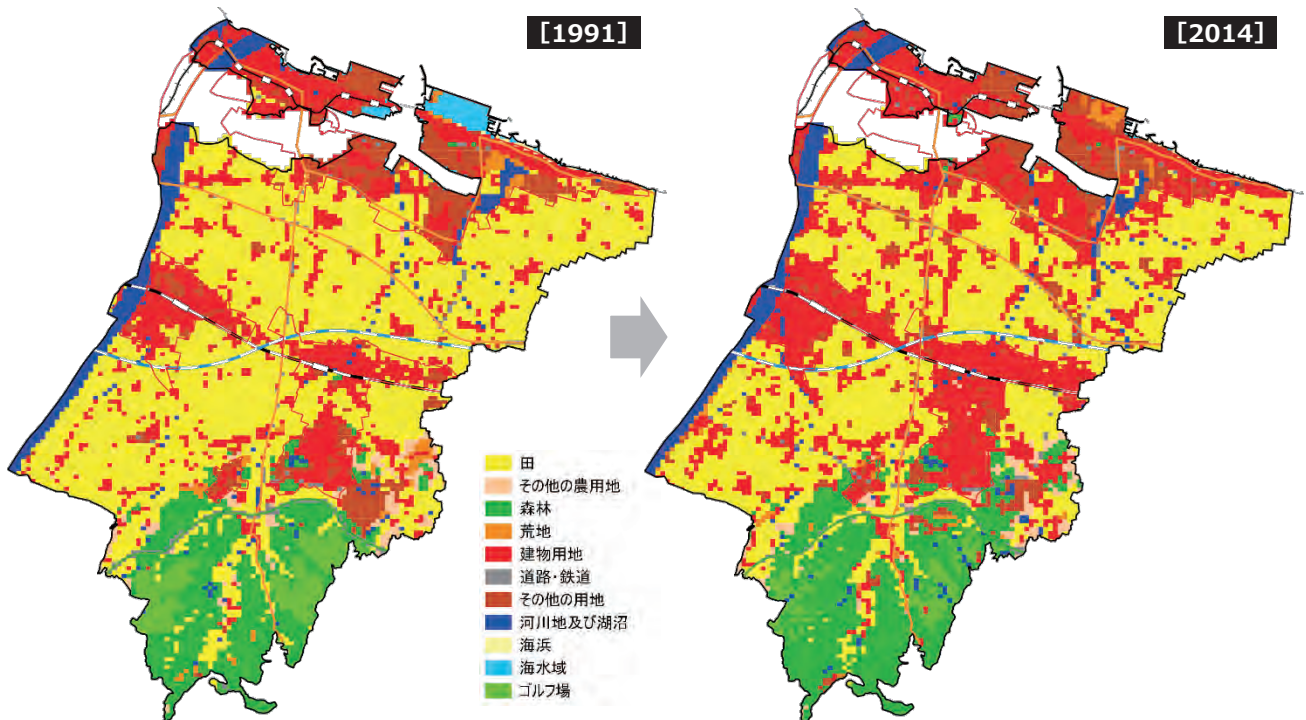 [1991]
[2014]
田
その他の農用地
森林
荒地
建物用地
道路・鉄道
その他の用地
河川地及び湖沼
海浜
海水域
ゴルフ場